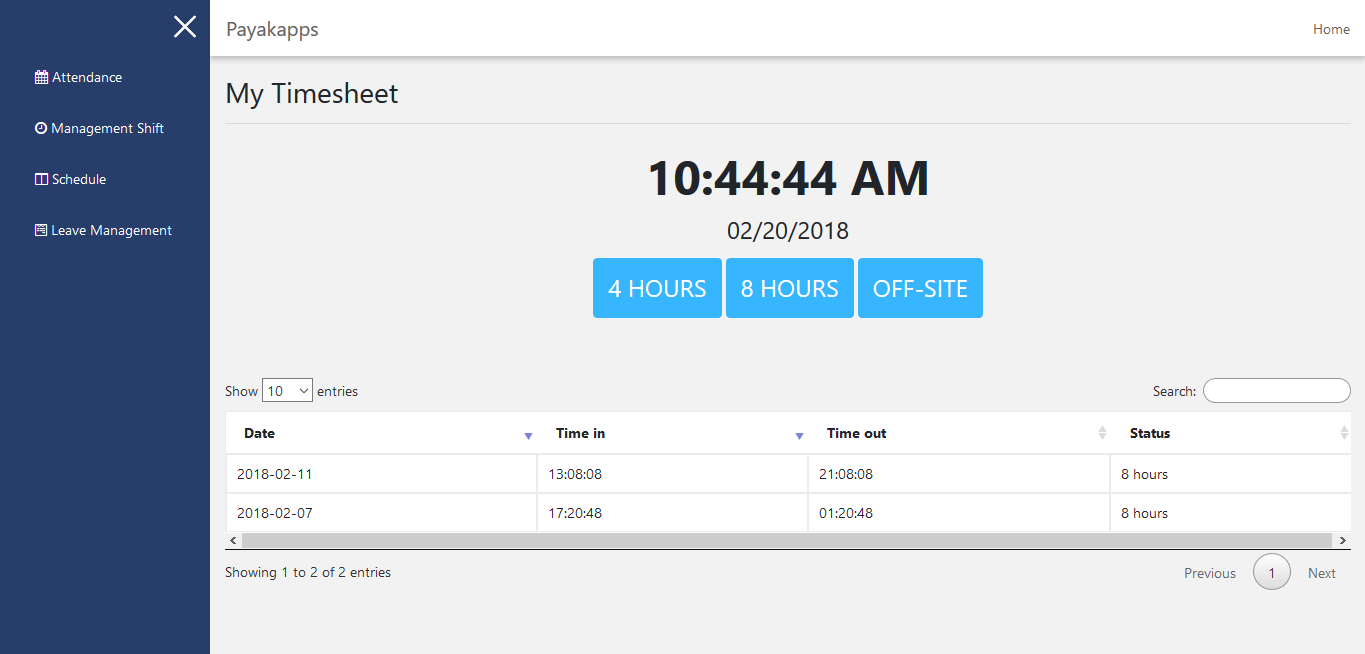 Payakapps
Home
Attendance
Management Shift
Schedule
Leave Management
My Timesheet
10:44:44 AM
02/20/2018
4 HOURS 8 HOURS OFF-SITE
Show 10 entries Search:
Date Time in Time out Status
2018-02-11 13:08:08 21:08:08 8 hours
2018-02-07 17:20:48 01:20:48 8 hours
Showing 1 to 2 of 2 entries Previous 1 Next